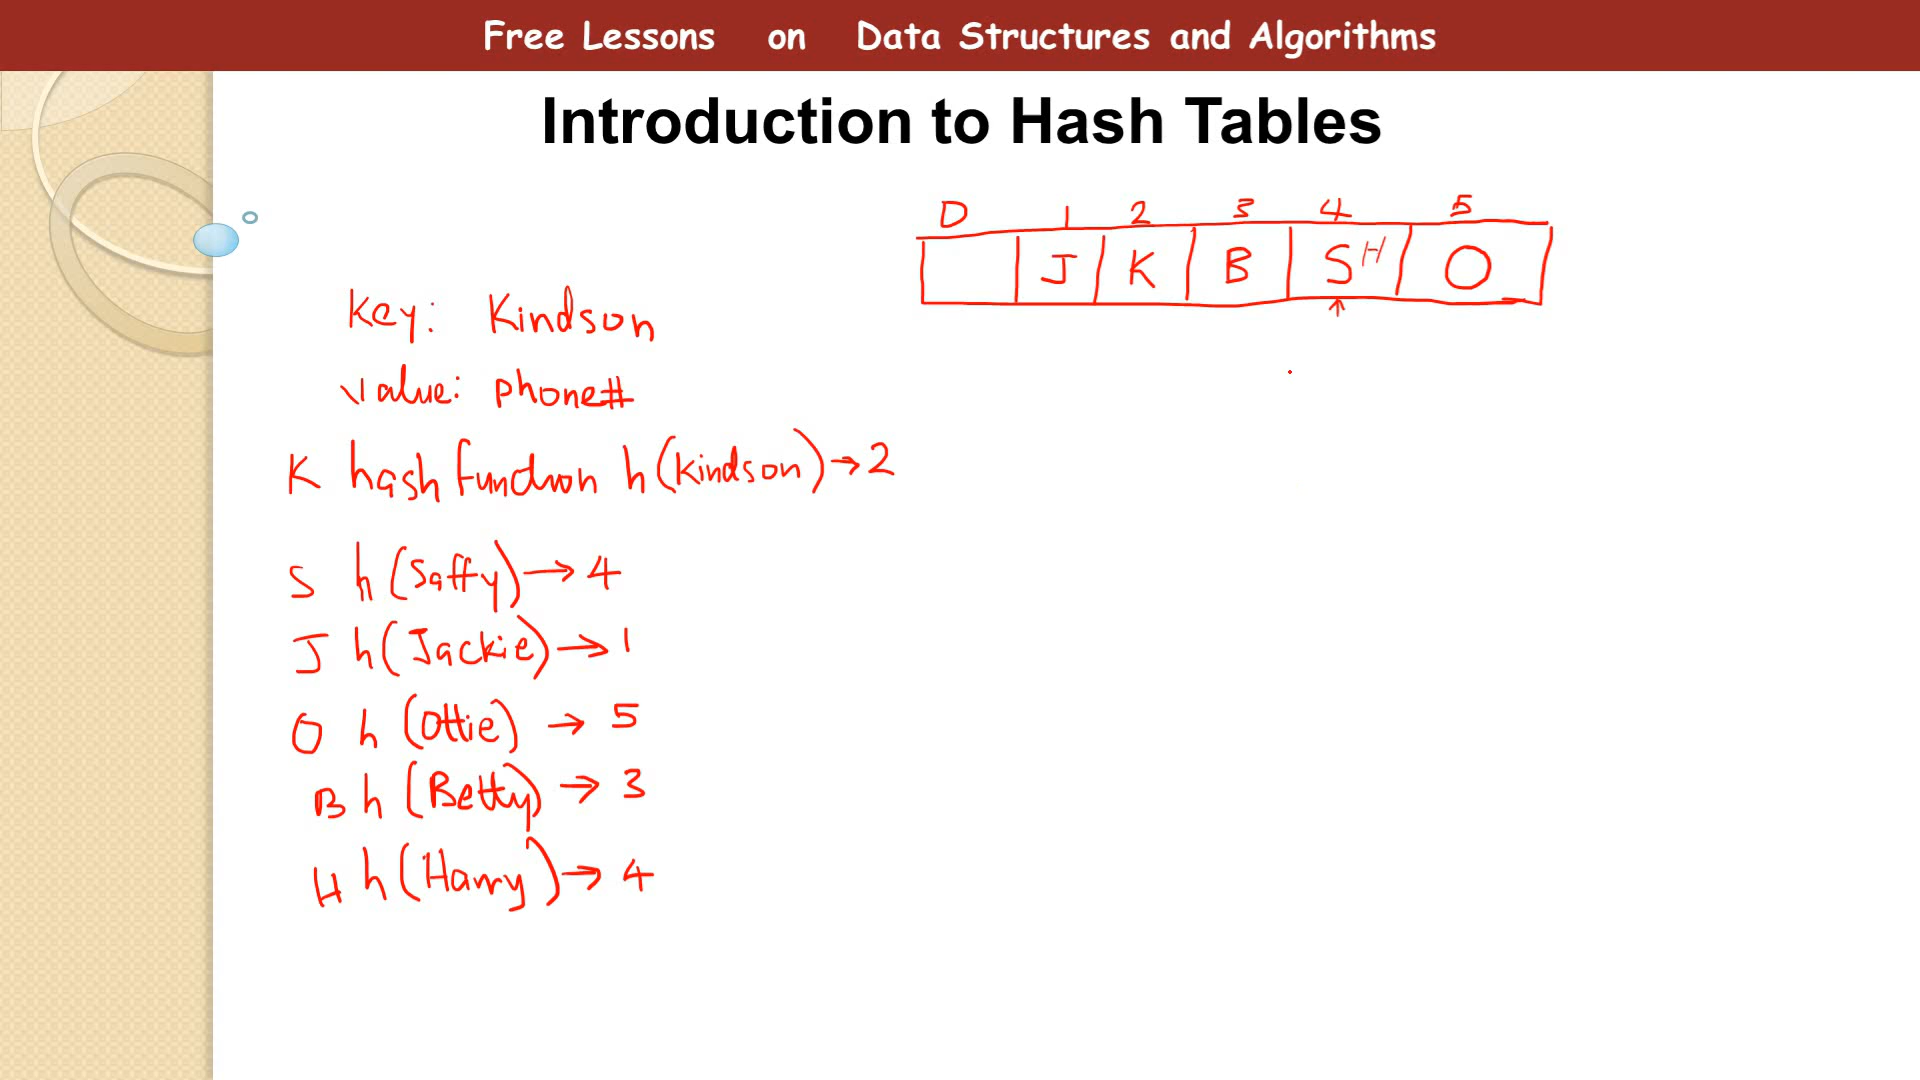 Free Lessons on Data Structures and Algorithms
Introduction to Hash Tables
0 1 2 3 4 5
J K B S H O
Key: Kindson
Value: phone#
K hash function h(Kindson)→2
S h(Saffy)→4
J h(Jackie)→1
O h(Ottie)→5
B h(Betty)→3
H h(Harry)→4